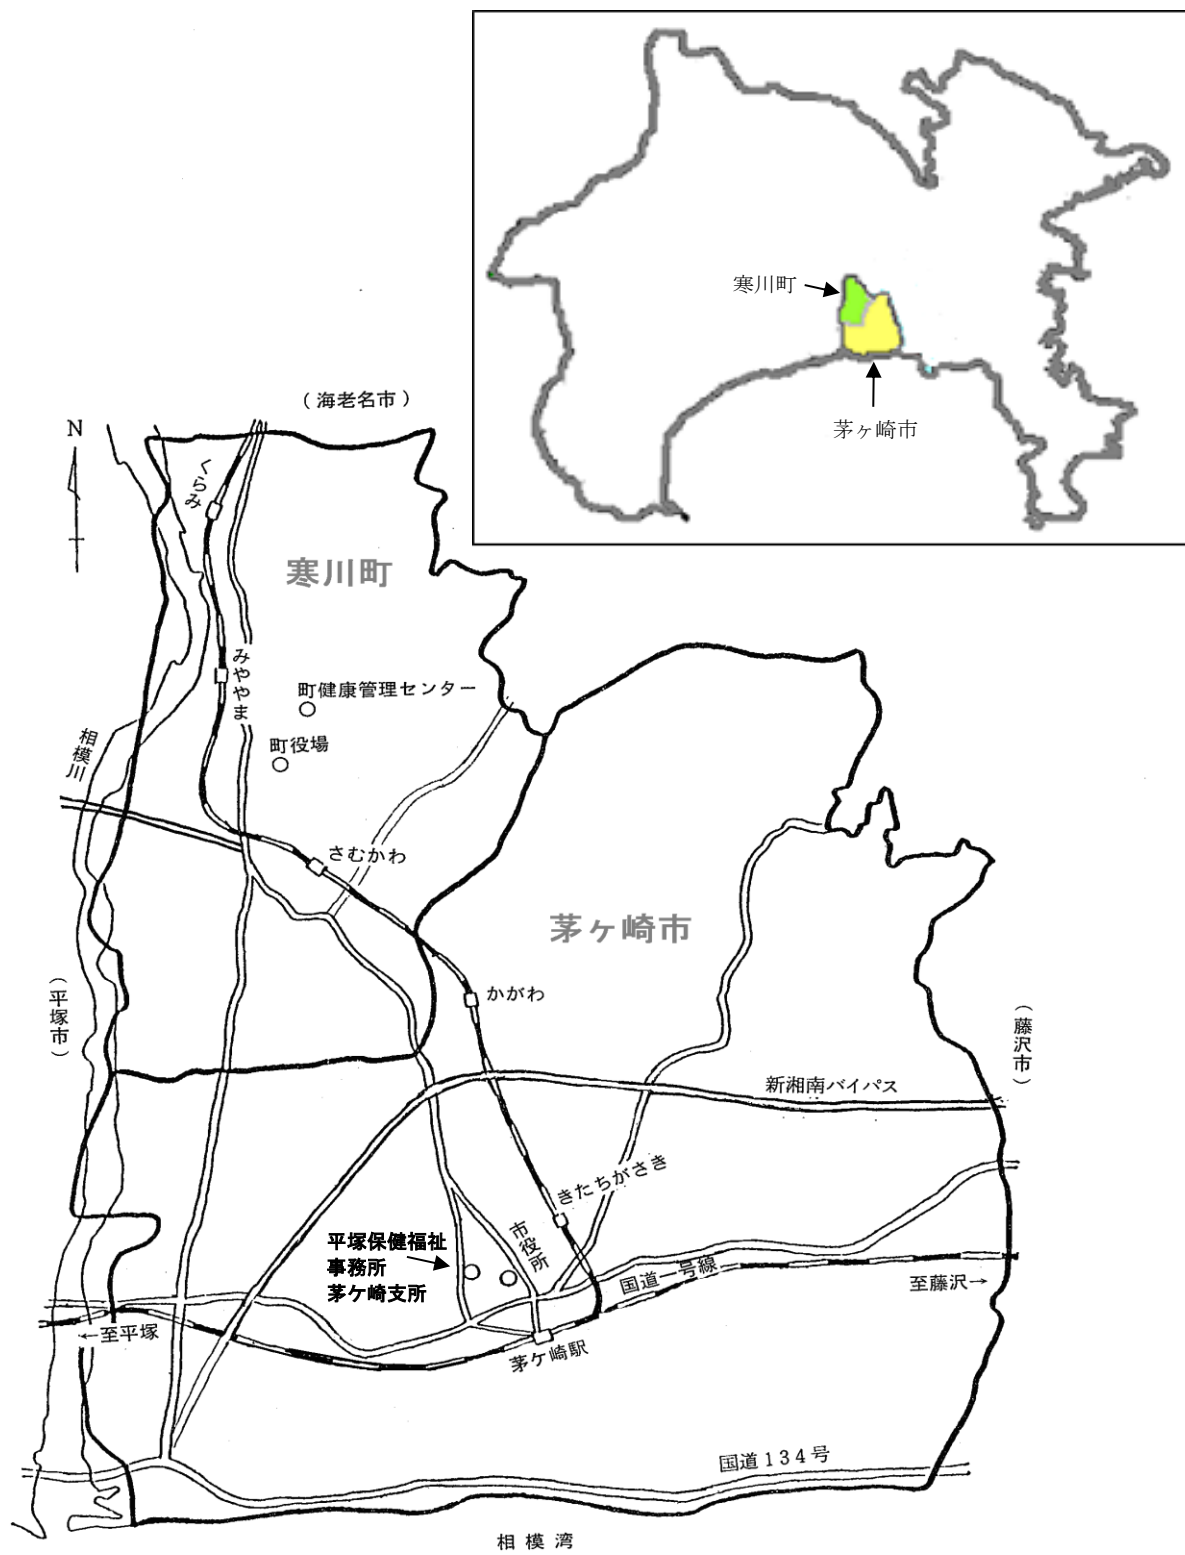 寒川町
茅ヶ崎市
（海老名市）
N
くらみ
寒川町
みややま
町健康管理センター
町役場
相模川
さむかわ
茅ヶ崎市
かがわ
（平塚市）
（藤沢市）
新湘南バイパス
きたちがさき
市役所
平塚保健福祉
事務所
茅ケ崎支所
国道一号線
至藤沢→
←至平塚
茅ケ崎駅
国道134号
相模湾